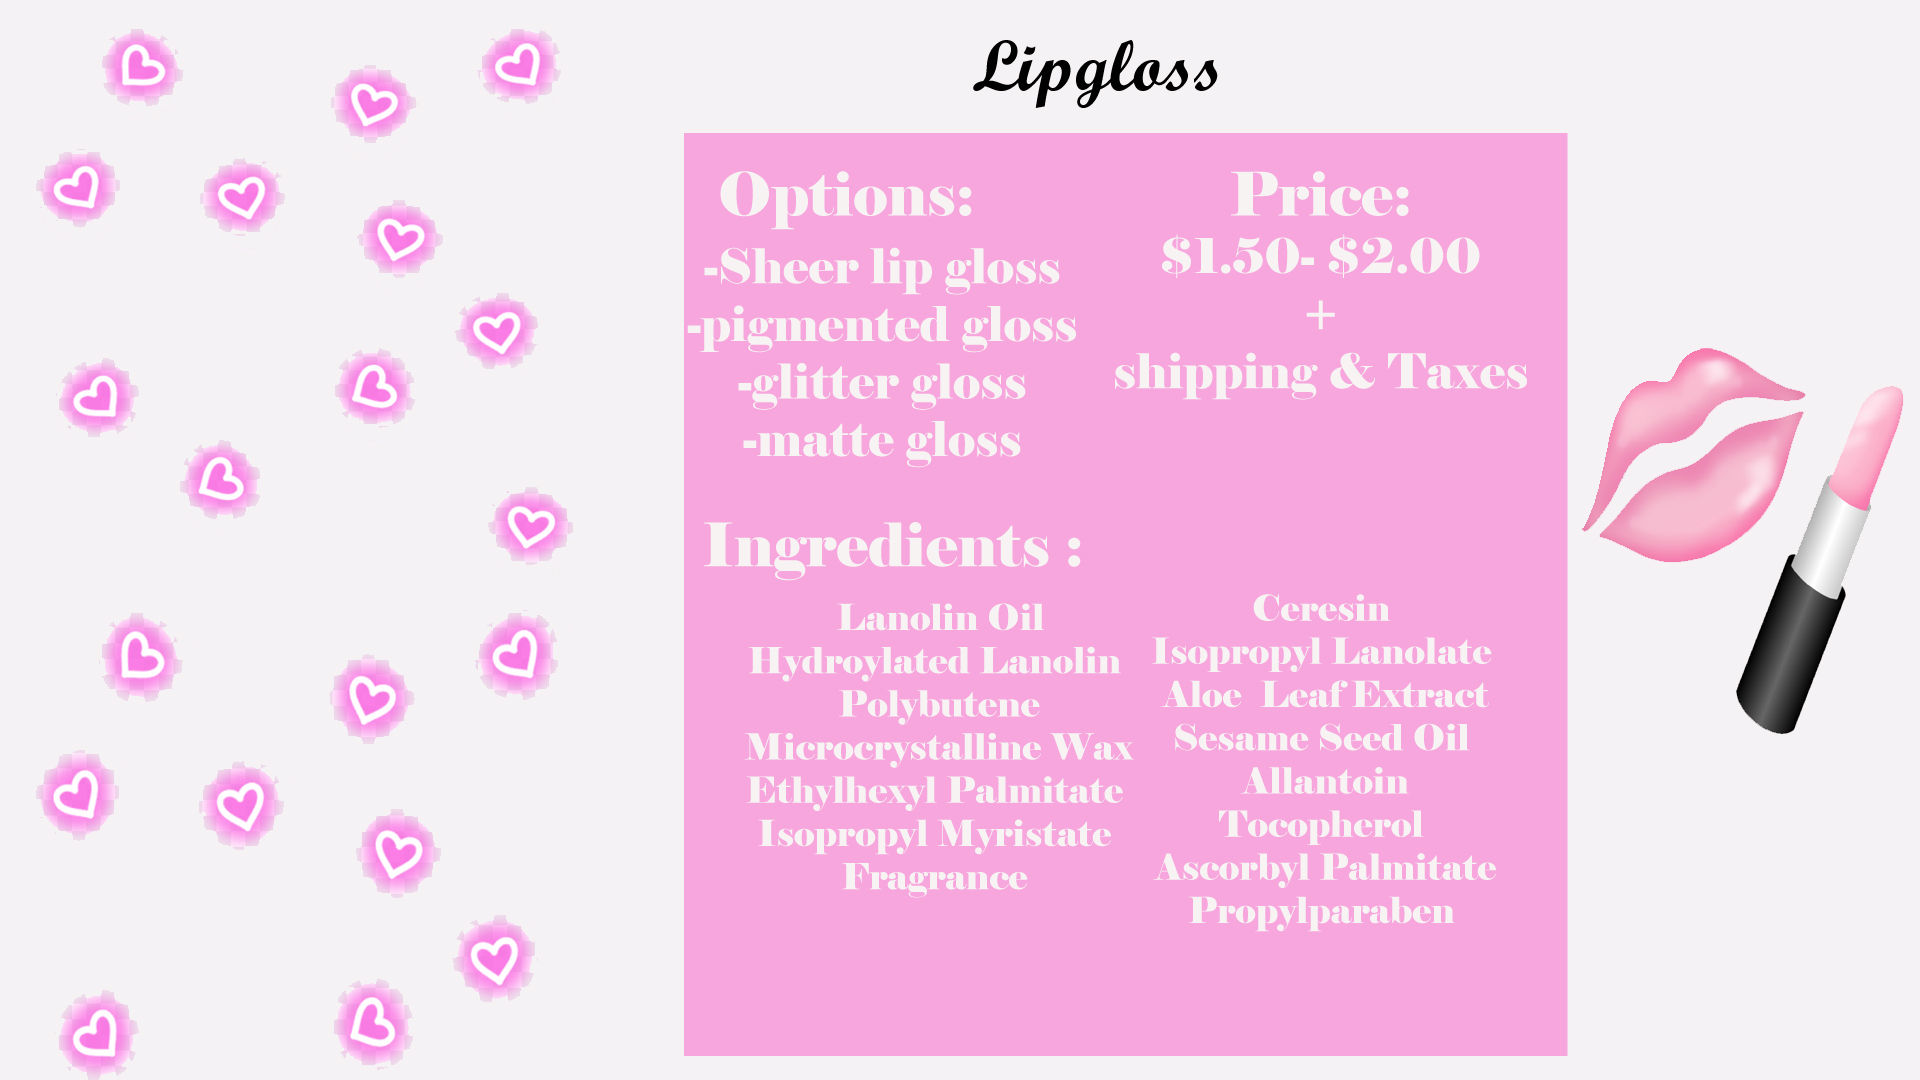 Lipgloss
Options:
-Sheer lip gloss
-pigmented gloss
-glitter gloss
-matte gloss
Price:
$1.50- $2.00
+
shipping & Taxes
Ingredients :
Lanolin Oil
Hydroylated Lanolin
Polybutene
Microcrystalline Wax
Ethylhexyl Palmitate
Isopropyl Myristate
Fragrance
Ceresin
Isopropyl Lanolate
Aloe  Leaf Extract
Sesame Seed Oil
Allantoin
Tocopherol
Ascorbyl Palmitate
Propylparaben